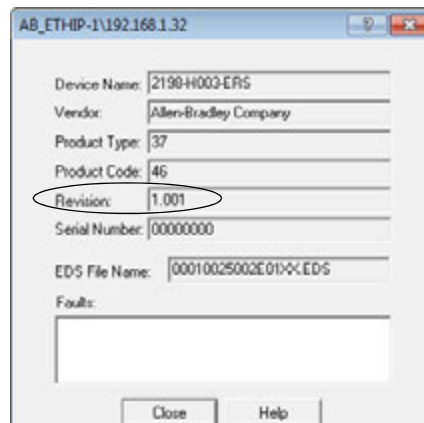 AB_ETHIP-1\192.168.1.32
Device Name: 2198-H003-ERS
Vendor: Allen-Bradley Company
Product Type: 37
Product Code: 46
Revision: 1.001
Serial Number: 00000000
EDS File Name: 00010025002E01XX.EDS
Faults:
Close Help